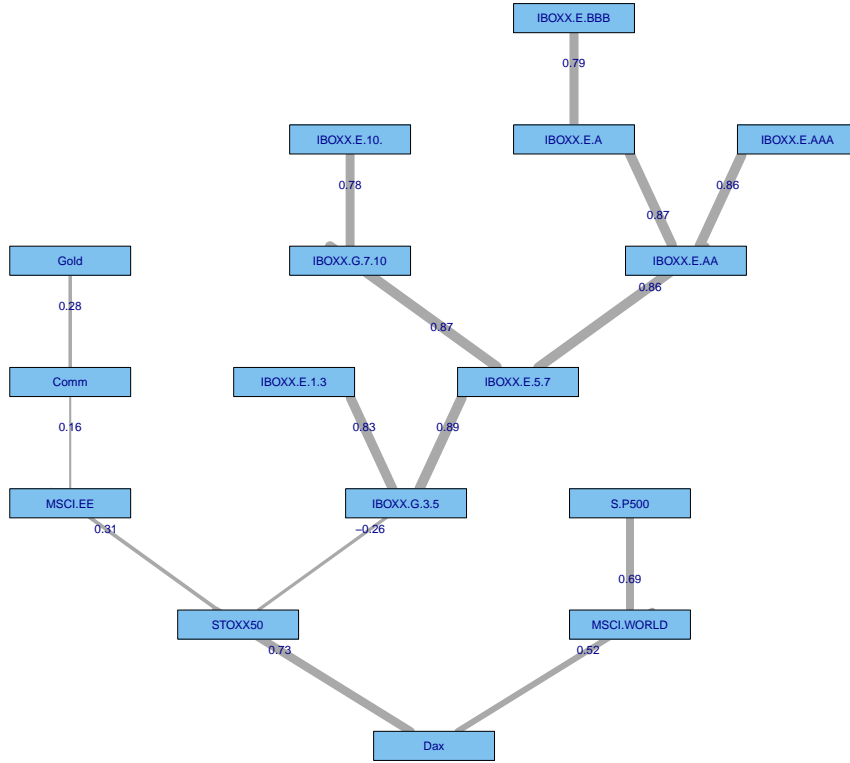 IBOXX.E.BBB
0.79
IBOXX.E.10.
IBOXX.E.A
IBOXX.E.AAA
0.78
0.86
0.87
Gold
IBOXX.G.7.10
IBOXX.E.AA
0.28
0.86
0.87
Comm
IBOXX.E.1.3
IBOXX.E.5.7
0.16
0.83
0.89
MSCI.EE
IBOXX.G.3.5
S.P500
0.31
−0.26
0.69
STOXX50
MSCI.WORLD
0.73
0.52
Dax